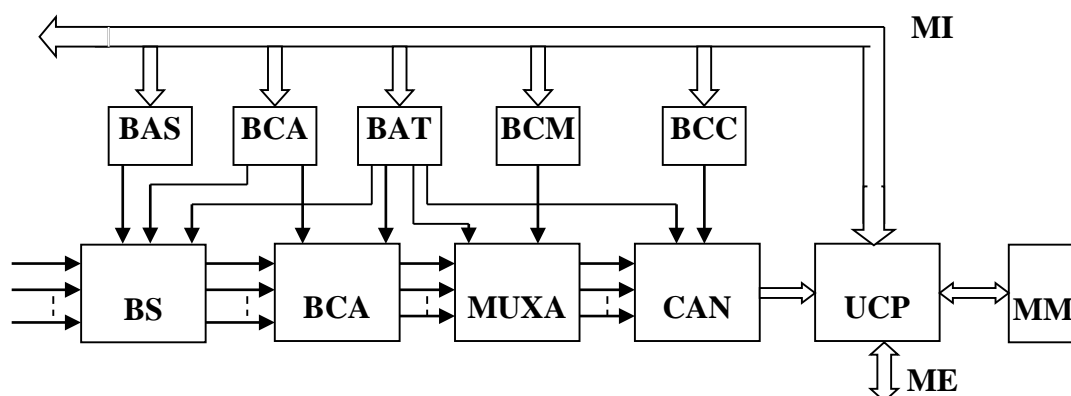 MI
BAS BCA BAT BCM BCC
BS BCA MUXA CAN UCP MM
ME